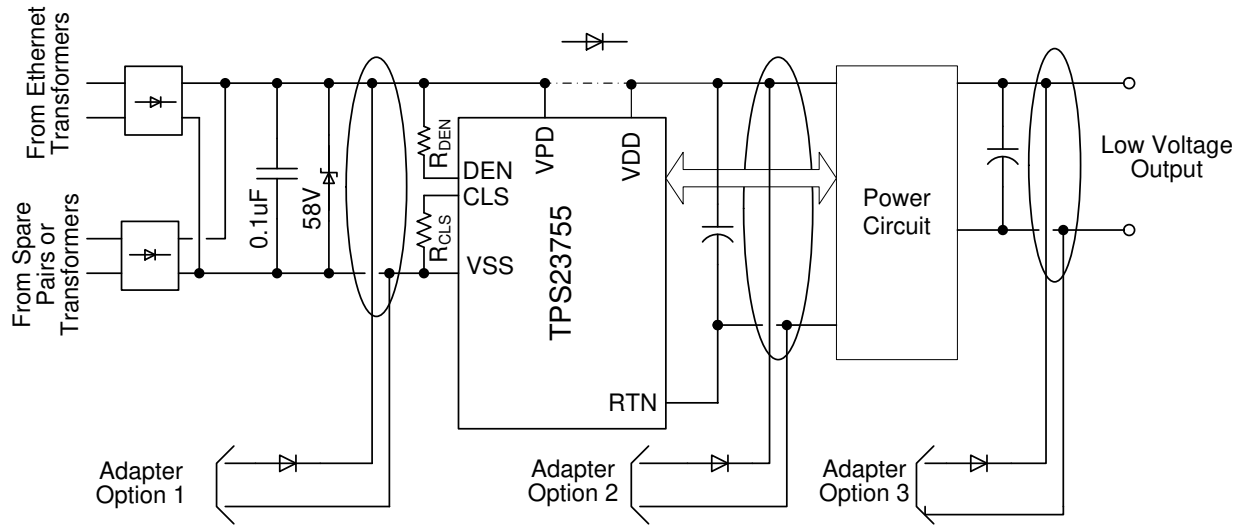 From Ethernet
Transformers
From Spare
Pairs or
Transformers
0.1uF
58V
RDEN
RCLS
DEN
CLS
VSS
VPD
VDD
TPS23755
RTN
Power
Circuit
Low Voltage
Output
Adapter
Option 1
Adapter
Option 2
Adapter
Option 3